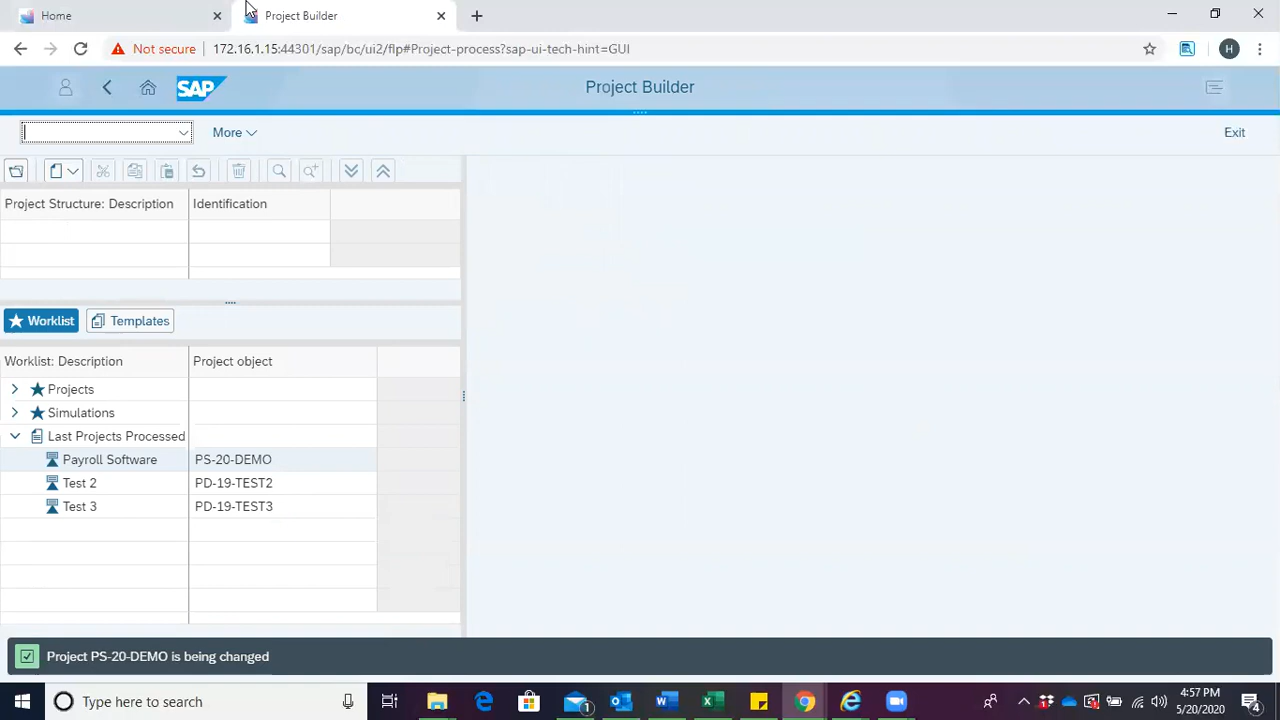 Home
Project Builder
Not secure
172.16.1.15:44301/sap/bc/ui2/flp#Project-process?sap-ui-tech-hint=GUI
H
SAP
Project Builder
More
Exit
Project Structure: Description
Identification
Worklist
Templates
Worklist: Description
Project object
Projects
Simulations
Last Projects Processed
Payroll Software
PS-20-DEMO
Test 2
PD-19-TEST2
Test 3
PD-19-TEST3
Project PS-20-DEMO is being changed
Type here to search
1
4:57 PM
5/20/2020
4